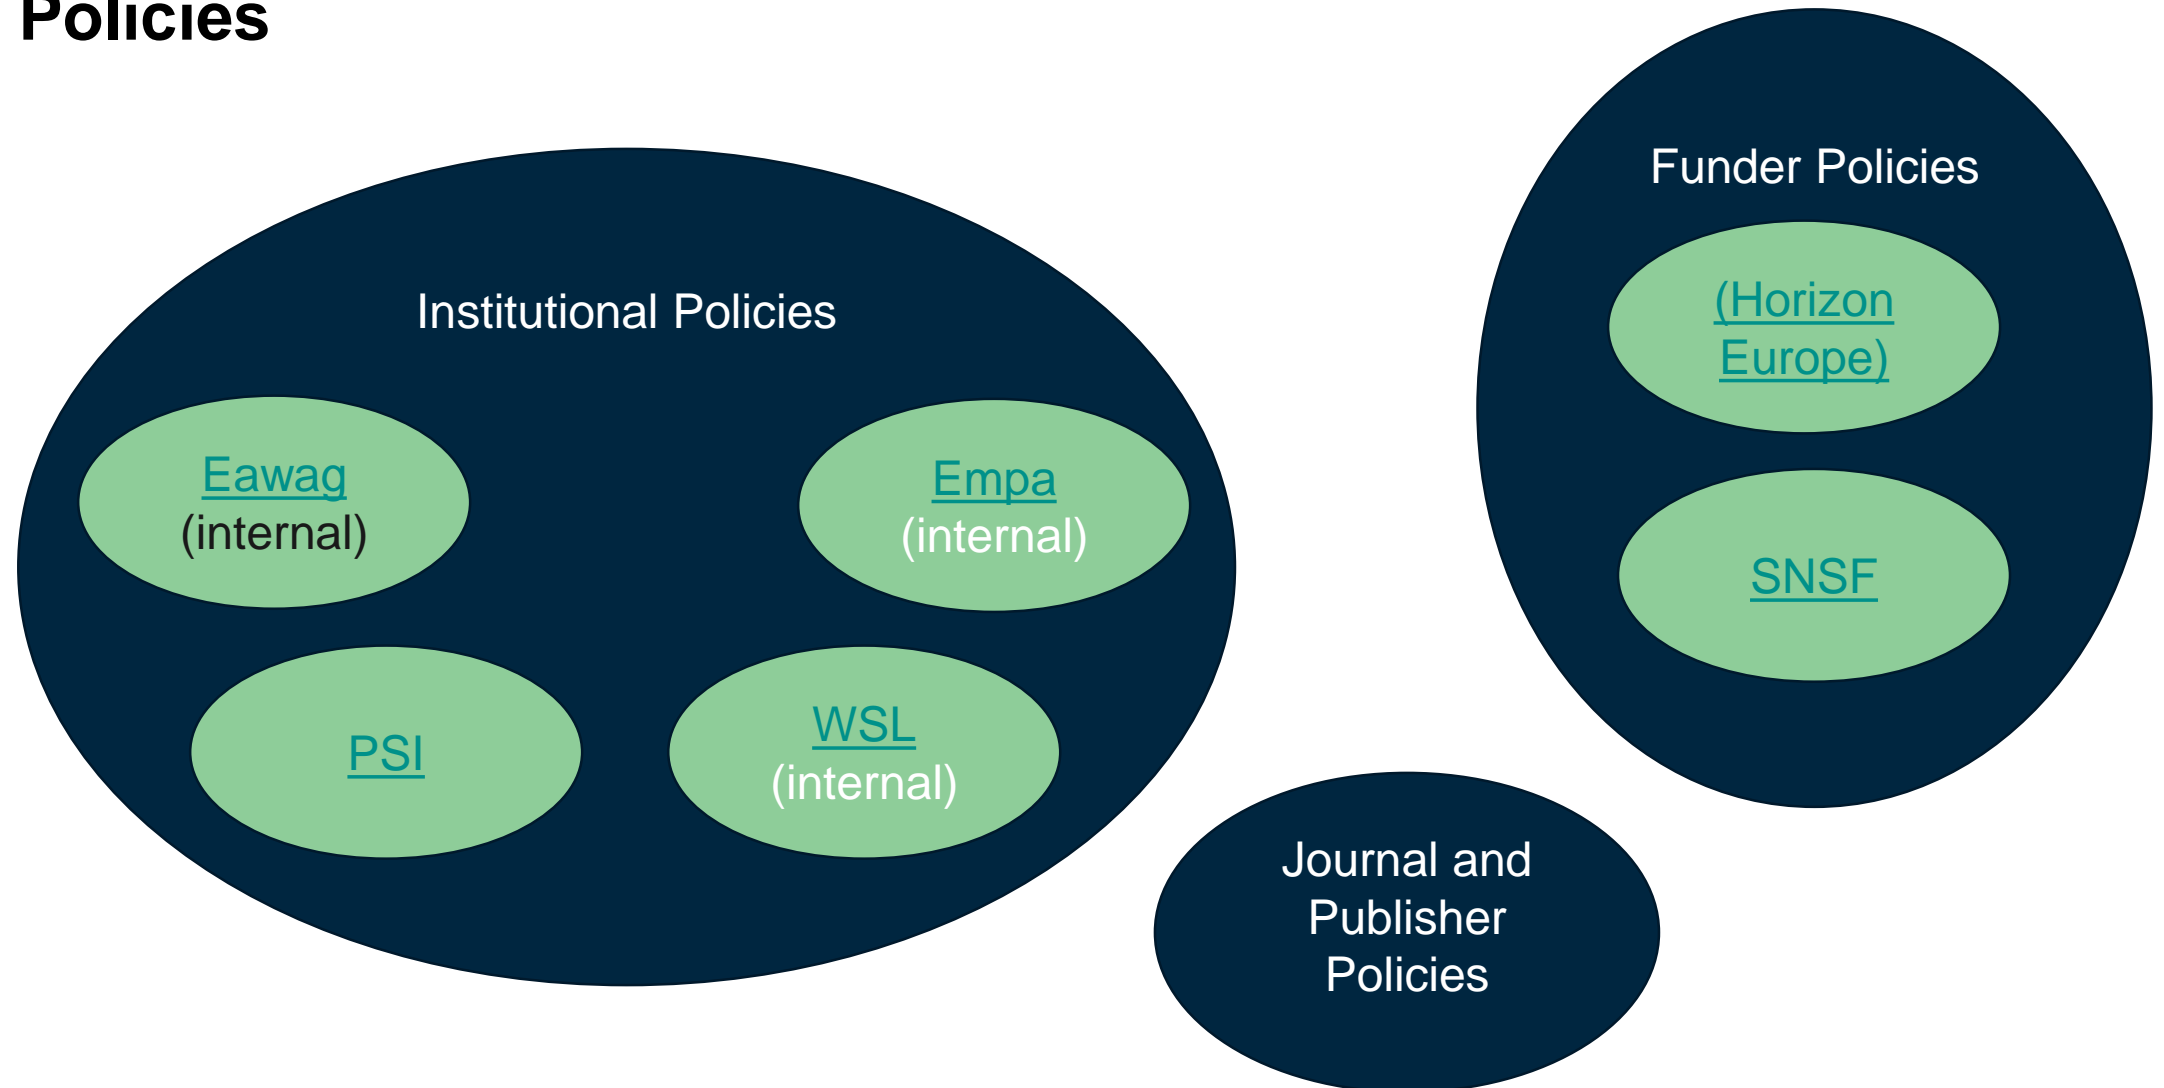 Policies
Institutional Policies
Eawag
(internal)
Empa
(internal)
PSI
WSL
(internal)
Funder Policies
(Horizon
Europe)
SNSF
Journal and
Publisher
Policies